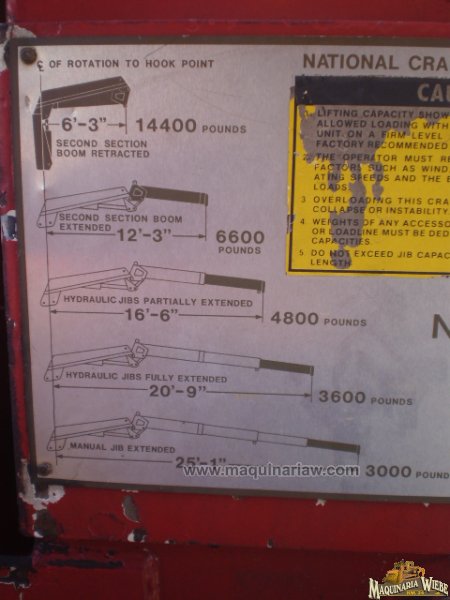 ℄ OF ROTATION TO HOOK POINT
6'-3" 14400 POUNDS
SECOND SECTION
BOOM RETRACTED
SECOND SECTION BOOM
EXTENDED
12'-3" 6600
POUNDS
HYDRAULIC JIBS PARTIALLY EXTENDED
16'-6" 4800 POUNDS
HYDRAULIC JIBS FULLY EXTENDED
20'-9" 3600 POUNDS
MANUAL JIB EXTENDED
25'-1" 3000 POUND
NATIONAL CRA
CAU
1. LIFTING CAPACITY SHOW
ALLOWED LOADING WITH
UNIT ON A FIRM LEVEL
FACTORY RECOMMENDED
2. THE OPERATOR MUST RE
FACTORS SUCH AS WIND
ATING SPEEDS AND THE E
LOADS.
3 OVERLOADING THIS CRA
COLLAPSE OR INSTABILITY.
4. WEIGHTS OF ANY ACCESSO
OR LOADLINE MUST BE DED
CAPACITIES.
5. DO NOT EXCEED JIB CAPAC
LENGTH
N
www.maquinariaw.com
MAQUINARIA WIEBE